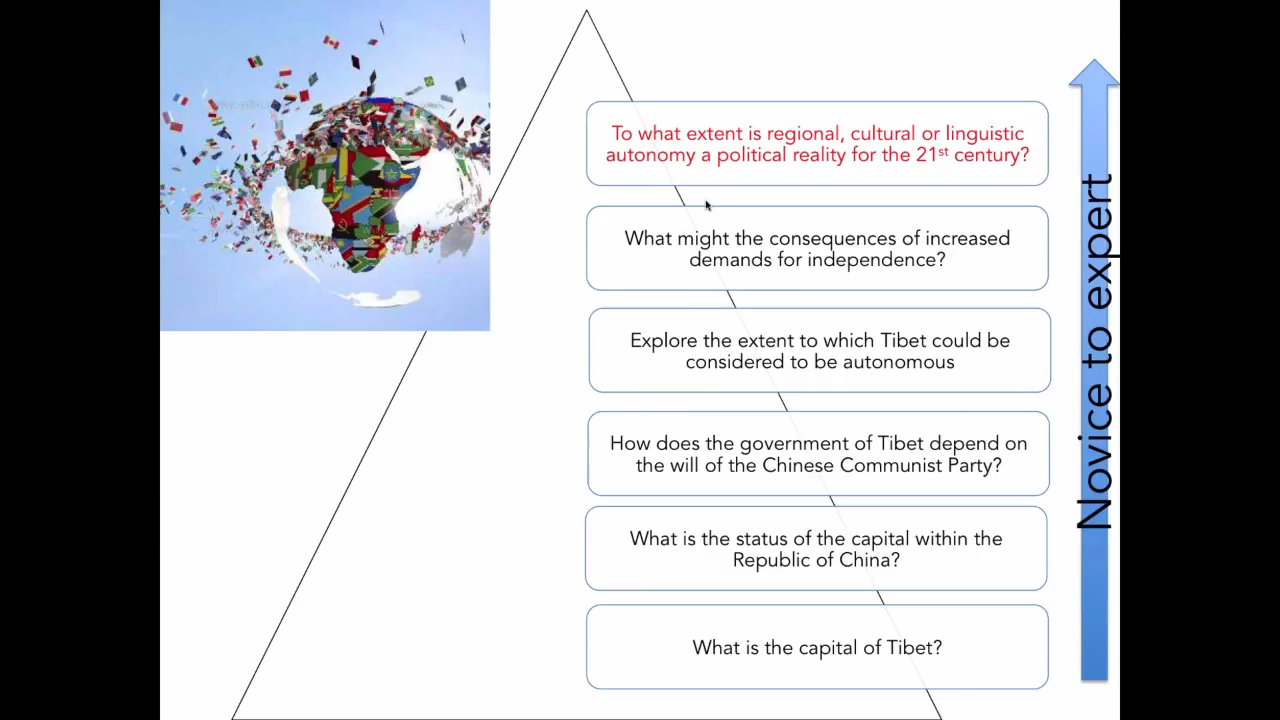 To what extent is regional, cultural or linguistic
autonomy a political reality for the 21st century?
What might the consequences of increased
demands for independence?
Explore the extent to which Tibet could be
considered to be autonomous
How does the government of Tibet depend on
the will of the Chinese Communist Party?
What is the status of the capital within the
Republic of China?
What is the capital of Tibet?
Novice to expert